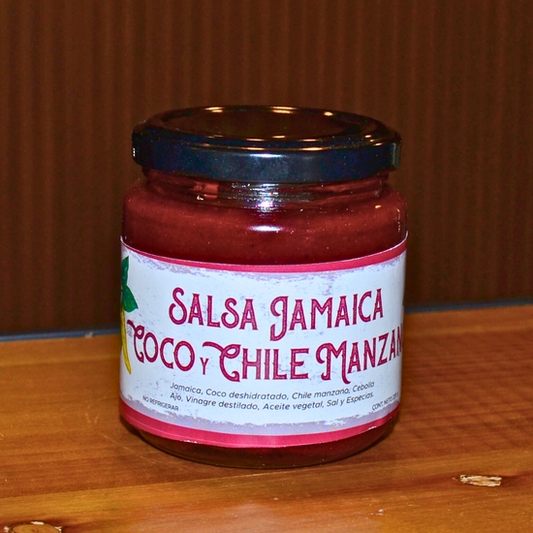 SALSA JAMAICA
COCO Y CHILE MANZAN
Jamaica, Coco deshidratado, Chile manzano, Cebolla
Ajo, Vinagre destilado, Aceite vegetal, Sal y Especias.
NO REFRIGERAR
CONT. NETO